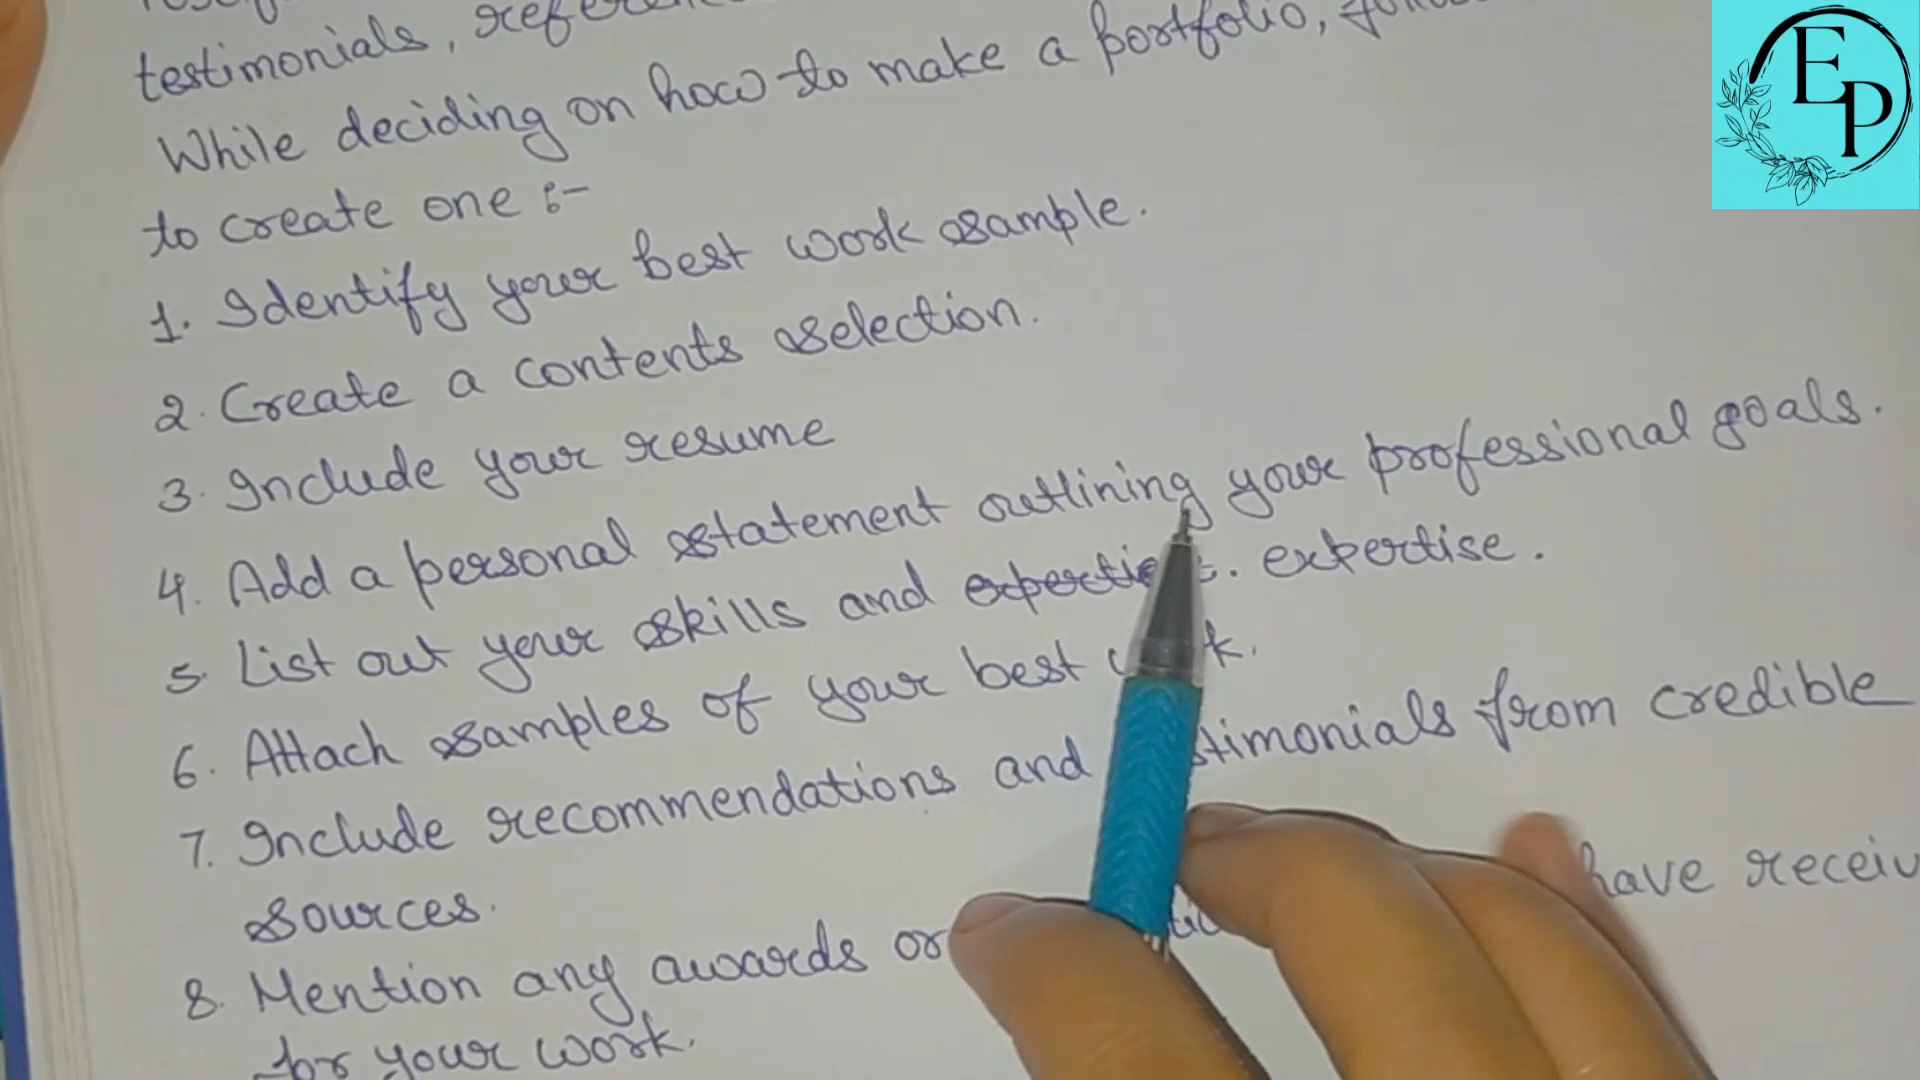 testimonials,
While deciding on how to make a portfolio,
to create one :-
1. Identify your best work sample.
2. Create a contents selection.
3. Include your resume
4. Add a personal statement outlining your professional goals.
5. List out your skills and expertise.
6. Attach samples of your best
7. Include recommendations and from credible
sources.
8. Mention any awards or have
for your work.
EP